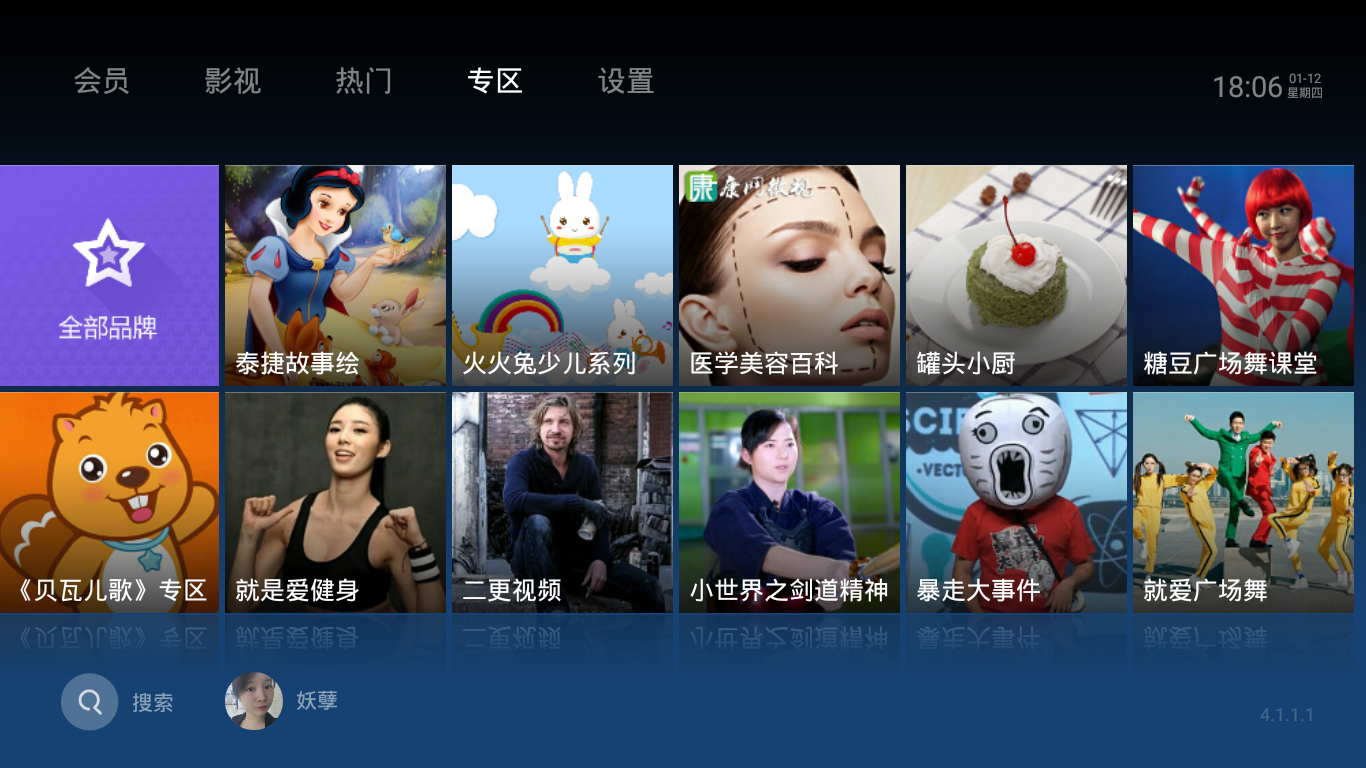 会员
影视
热门
专区
设置
18:06
01-12
星期四
全部品牌
泰捷故事绘
火火兔少儿系列
康
康网微视
医学美容百科
罐头小厨
糖豆广场舞课堂
《贝瓦儿歌》专区
就是爱健身
二更视频
小世界之剑道精神
SCIE
·VECT
暴走大事件
就爱广场舞
搜索
妖孽
4.1.1.1